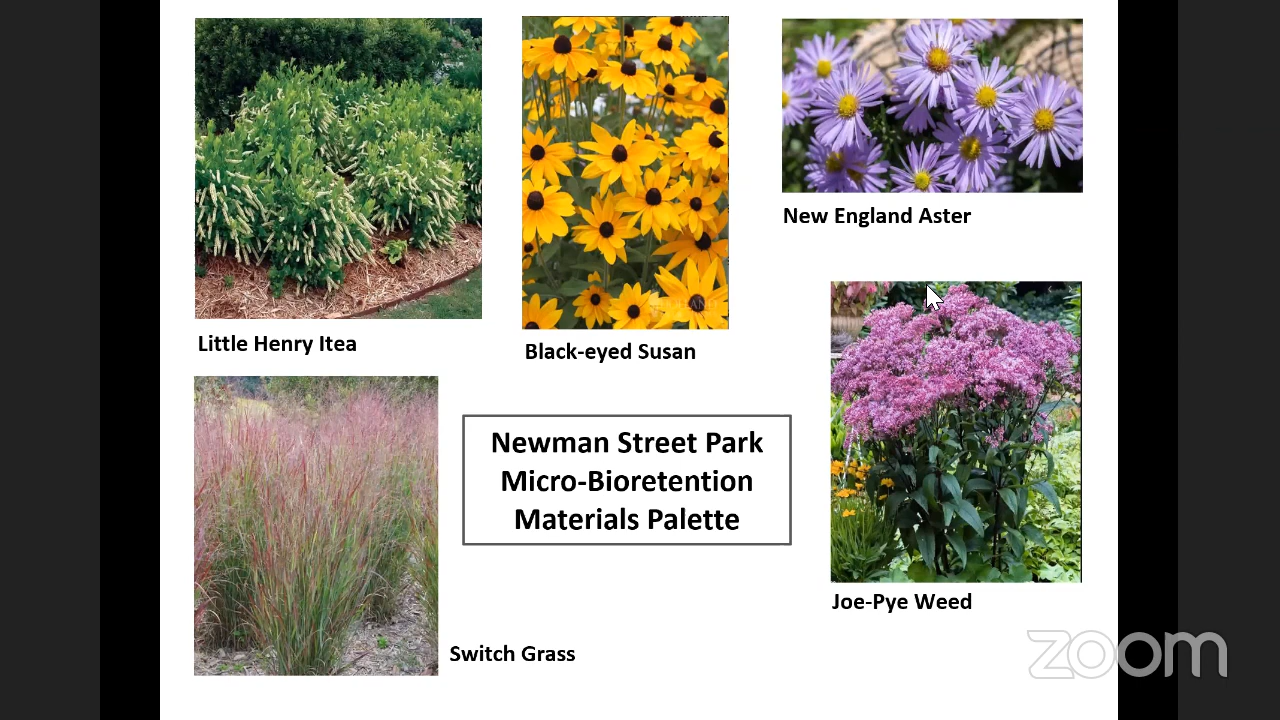 New England Aster
Little Henry Itea
Black-eyed Susan
Newman Street Park
Micro-Bioretention
Materials Palette
Joe-Pye Weed
Switch Grass
zoom